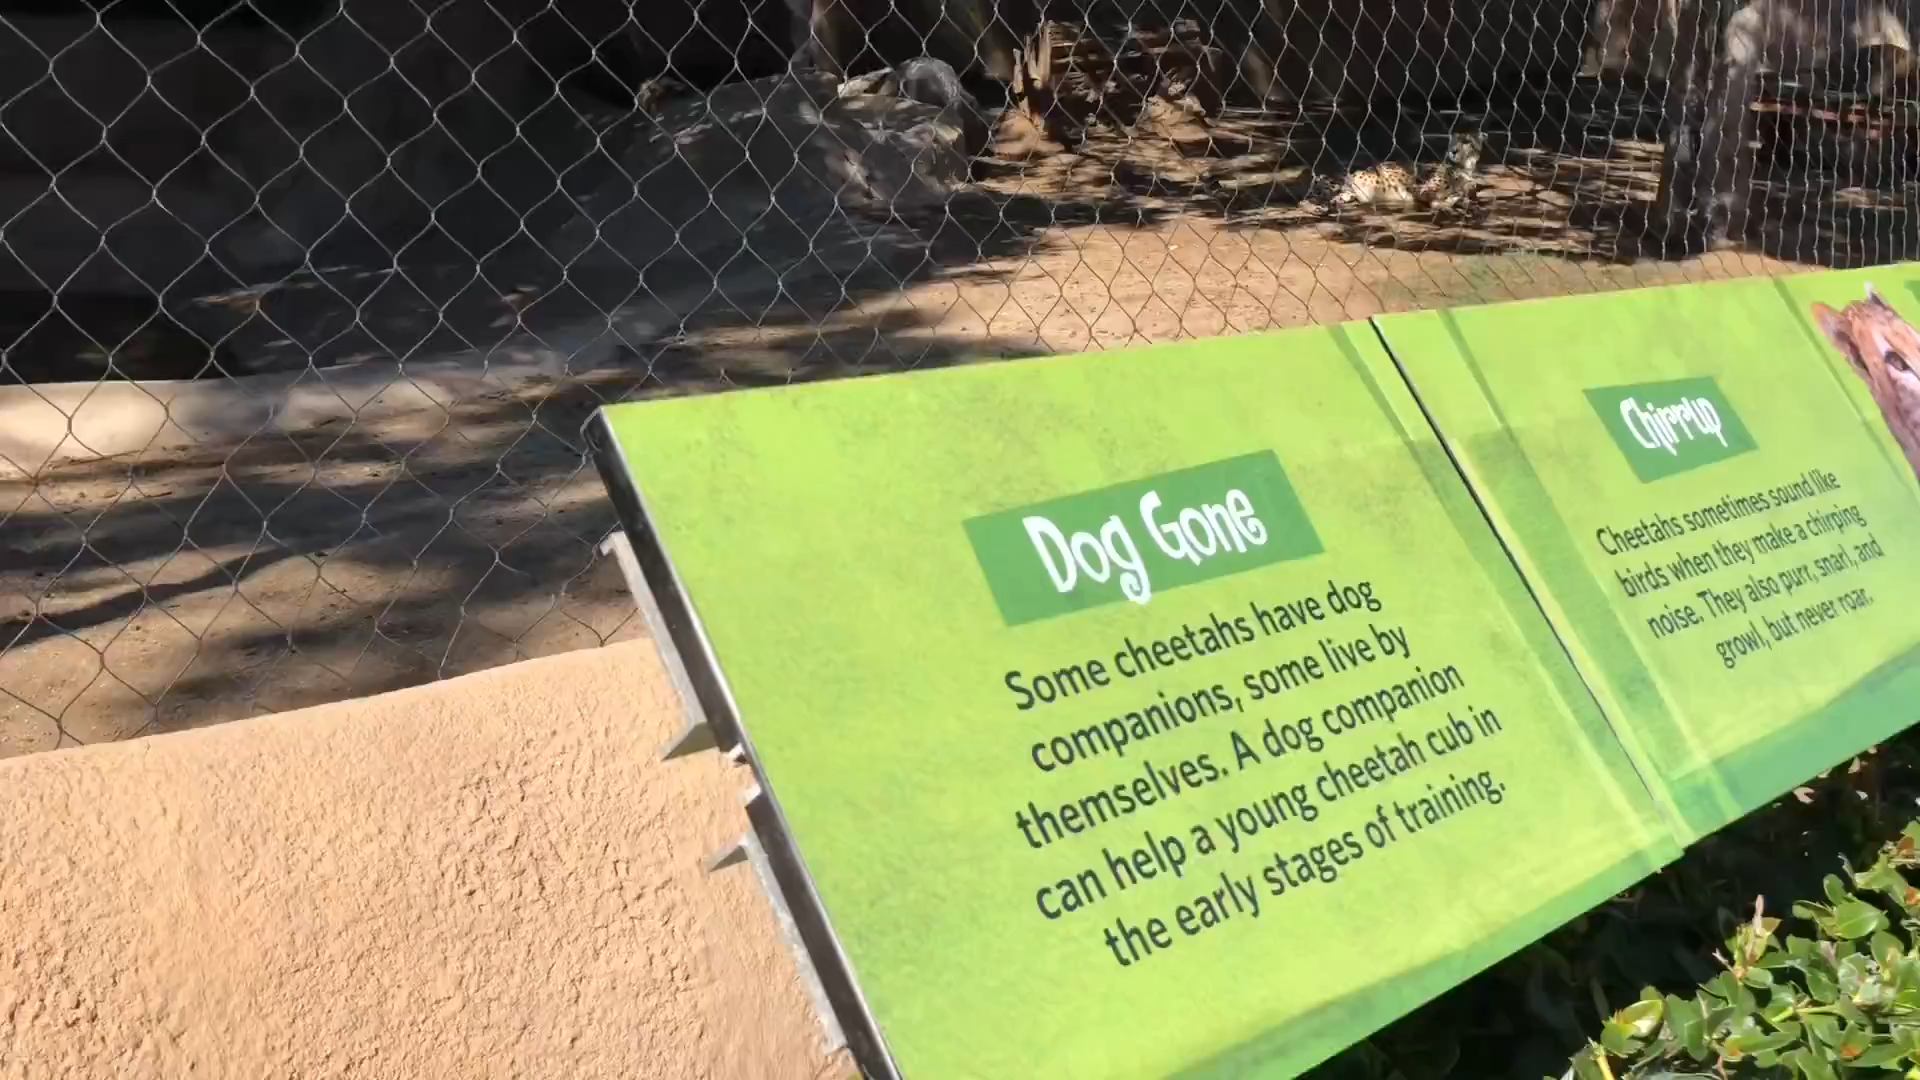 Dog Gone
Some cheetahs have dog
companions, some live by
themselves. A dog companion
can help a young cheetah cub in
the early stages of training.
Chirrup
Cheetahs sometimes sound like
birds when they make a chirping
noise. They also purr, snarl, and
growl, but never roar.